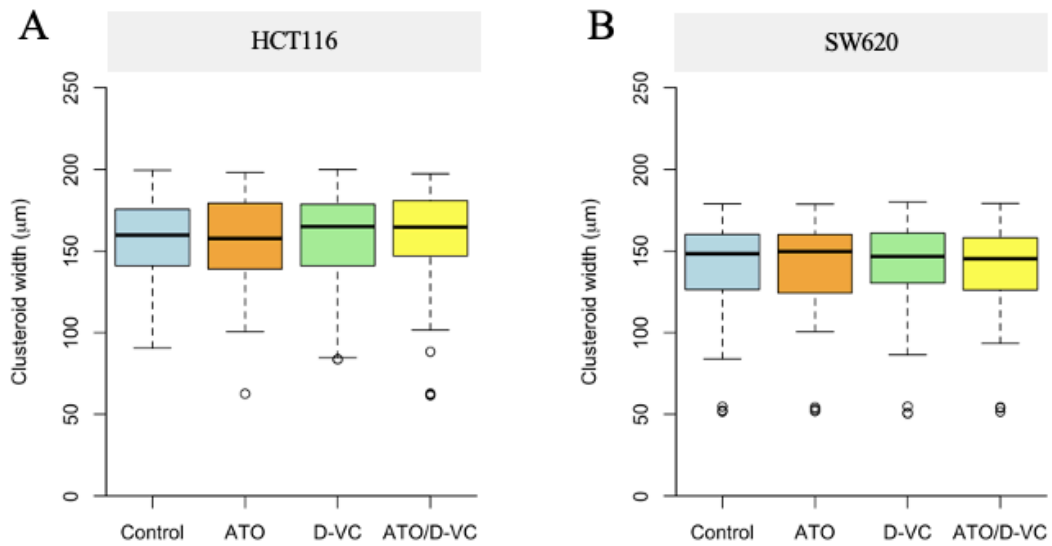 A
HCT116
Clusteroid width (μm)
250
200
150
100
50
0
Control
ATO
D-VC
ATO/D-VC
B
SW620
Clusteroid width (μm)
250
200
150
100
50
0
Control
ATO
D-VC
ATO/D-VC